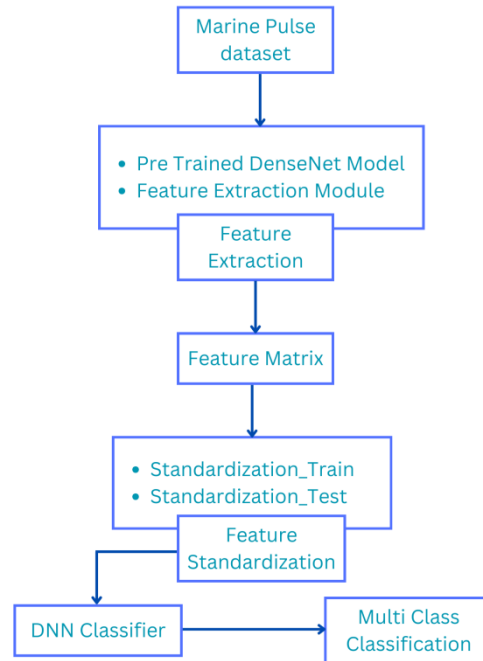 Marine Pulse
dataset
• Pre Trained DenseNet Model
• Feature Extraction Module
Feature
Extraction
Feature Matrix
• Standardization_Train
• Standardization_Test
Feature
Standardization
DNN Classifier
Multi Class
Classification